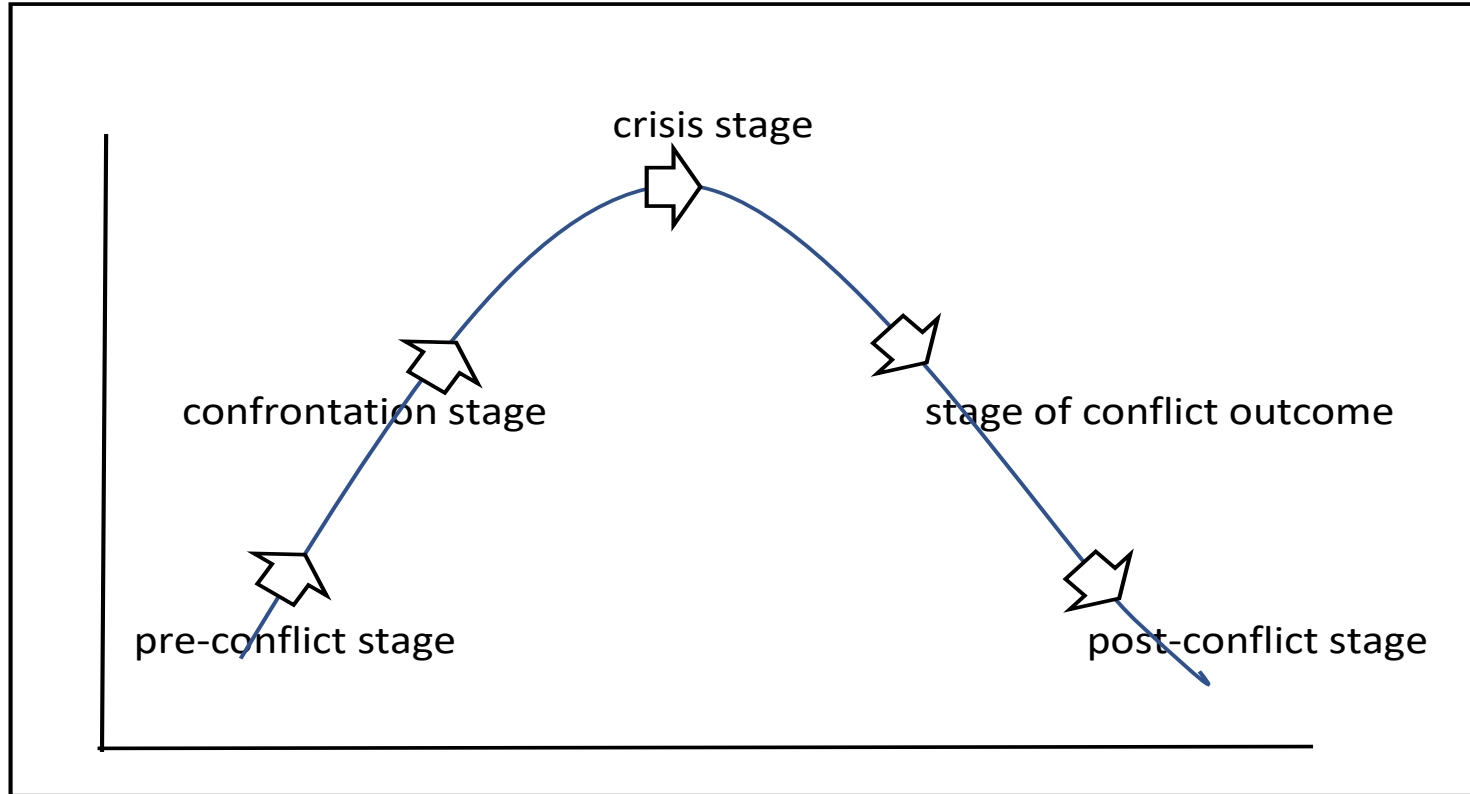 crisis stage
confrontation stage
stage of conflict outcome
pre-conflict stage
post-conflict stage